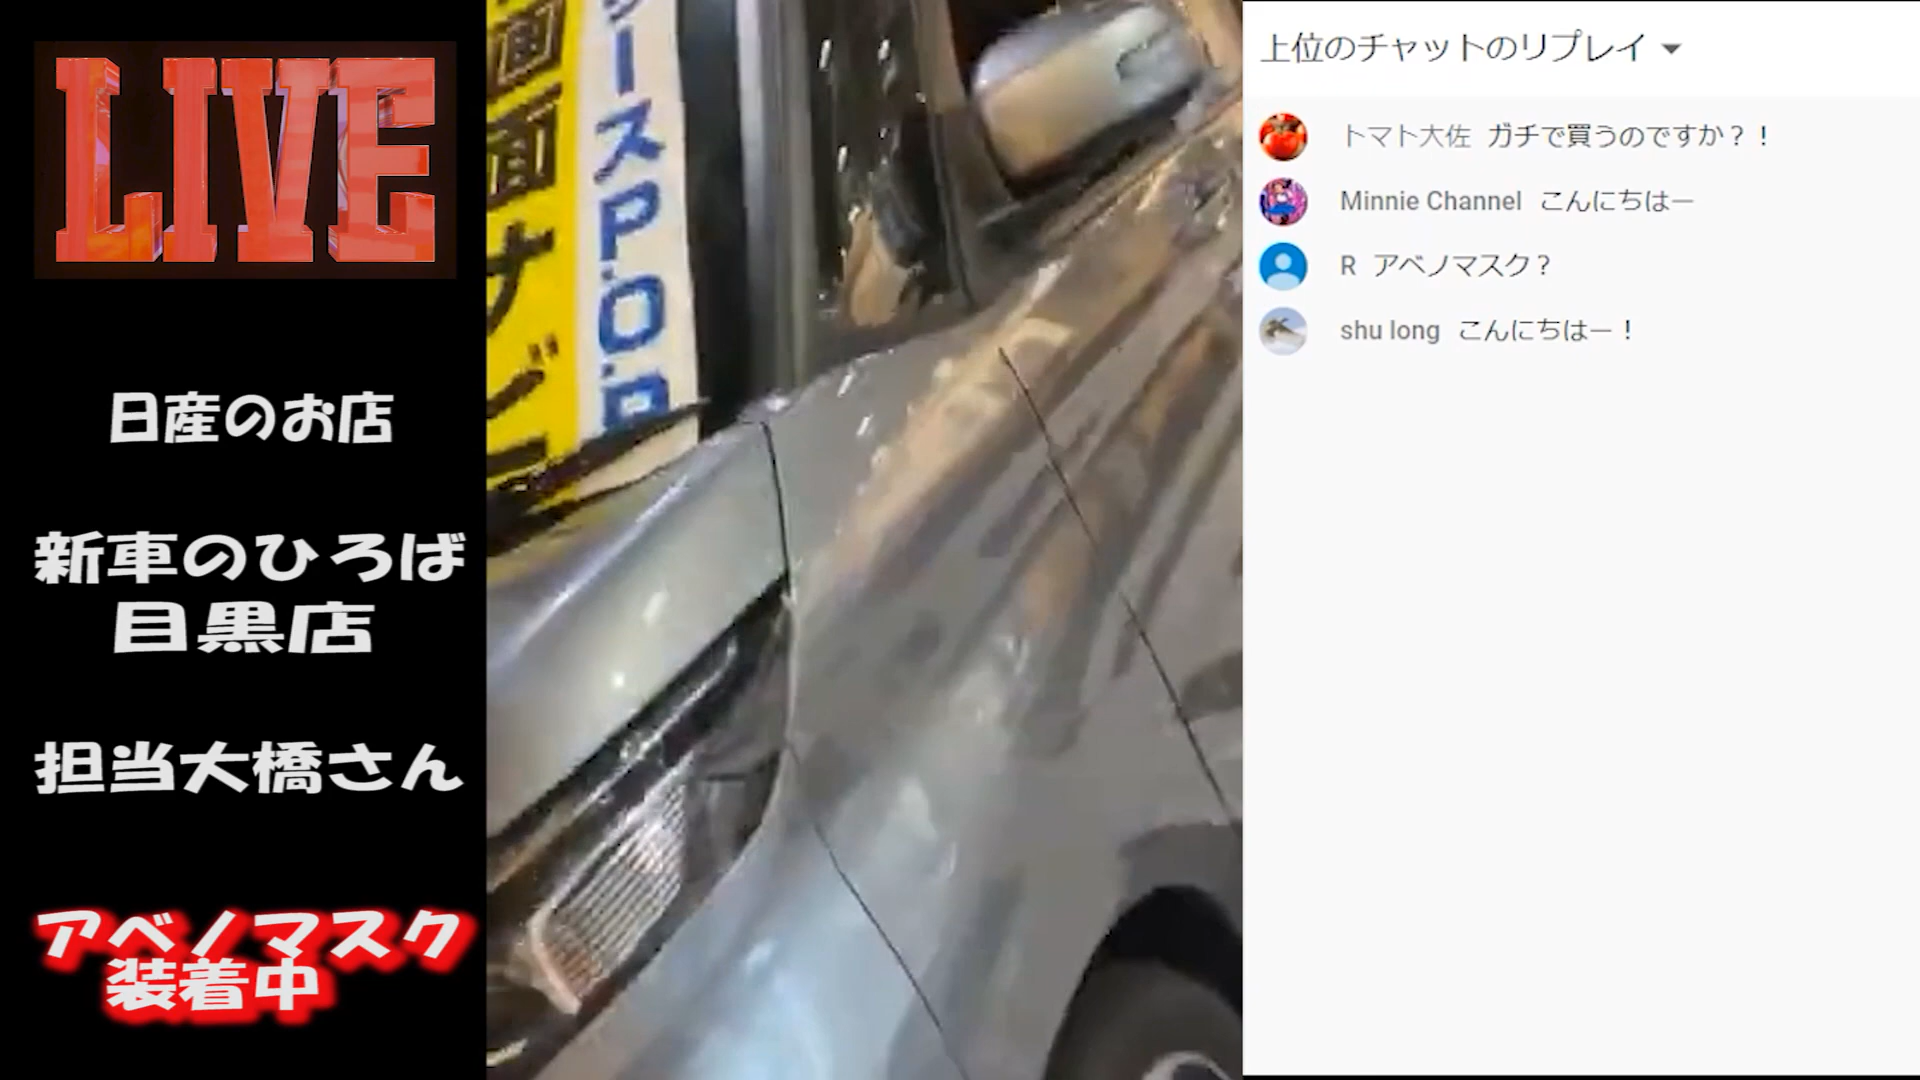 LIVE
日産のお店
新車のひろば
目黒店
担当大橋さん
アベノマスク
装着中
面
ースP.O.P
上位のチャットのリプレイ
トマト大佐 ガチで買うのですか？！
Minnie Channel こんにちはー
R アベノマスク？
shu long こんにちはー！